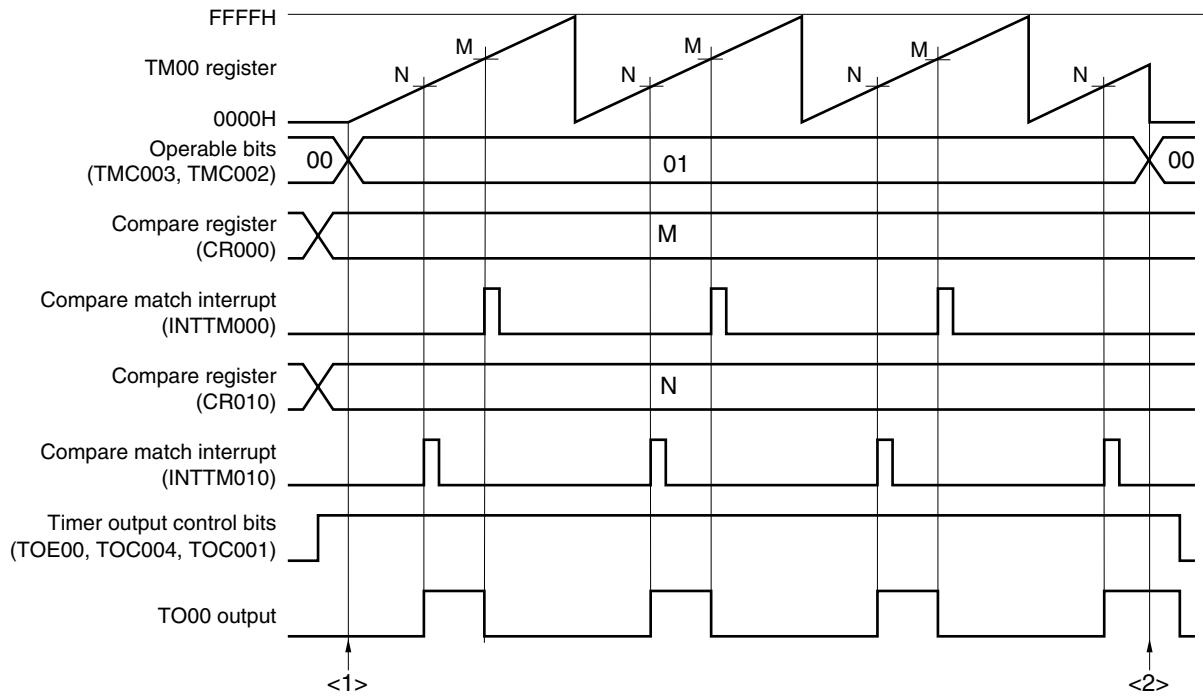 FFFFH
TM00 register
0000H
N
M
N
M
N
M
N
Operable bits
(TMC003, TMC002)
00
01
00
Compare register
(CR000)
M
Compare match interrupt
(INTTM000)
Compare register
(CR010)
N
Compare match interrupt
(INTTM010)
Timer output control bits
(TOE00, TOC004, TOC001)
TO00 output
<1>
<2>